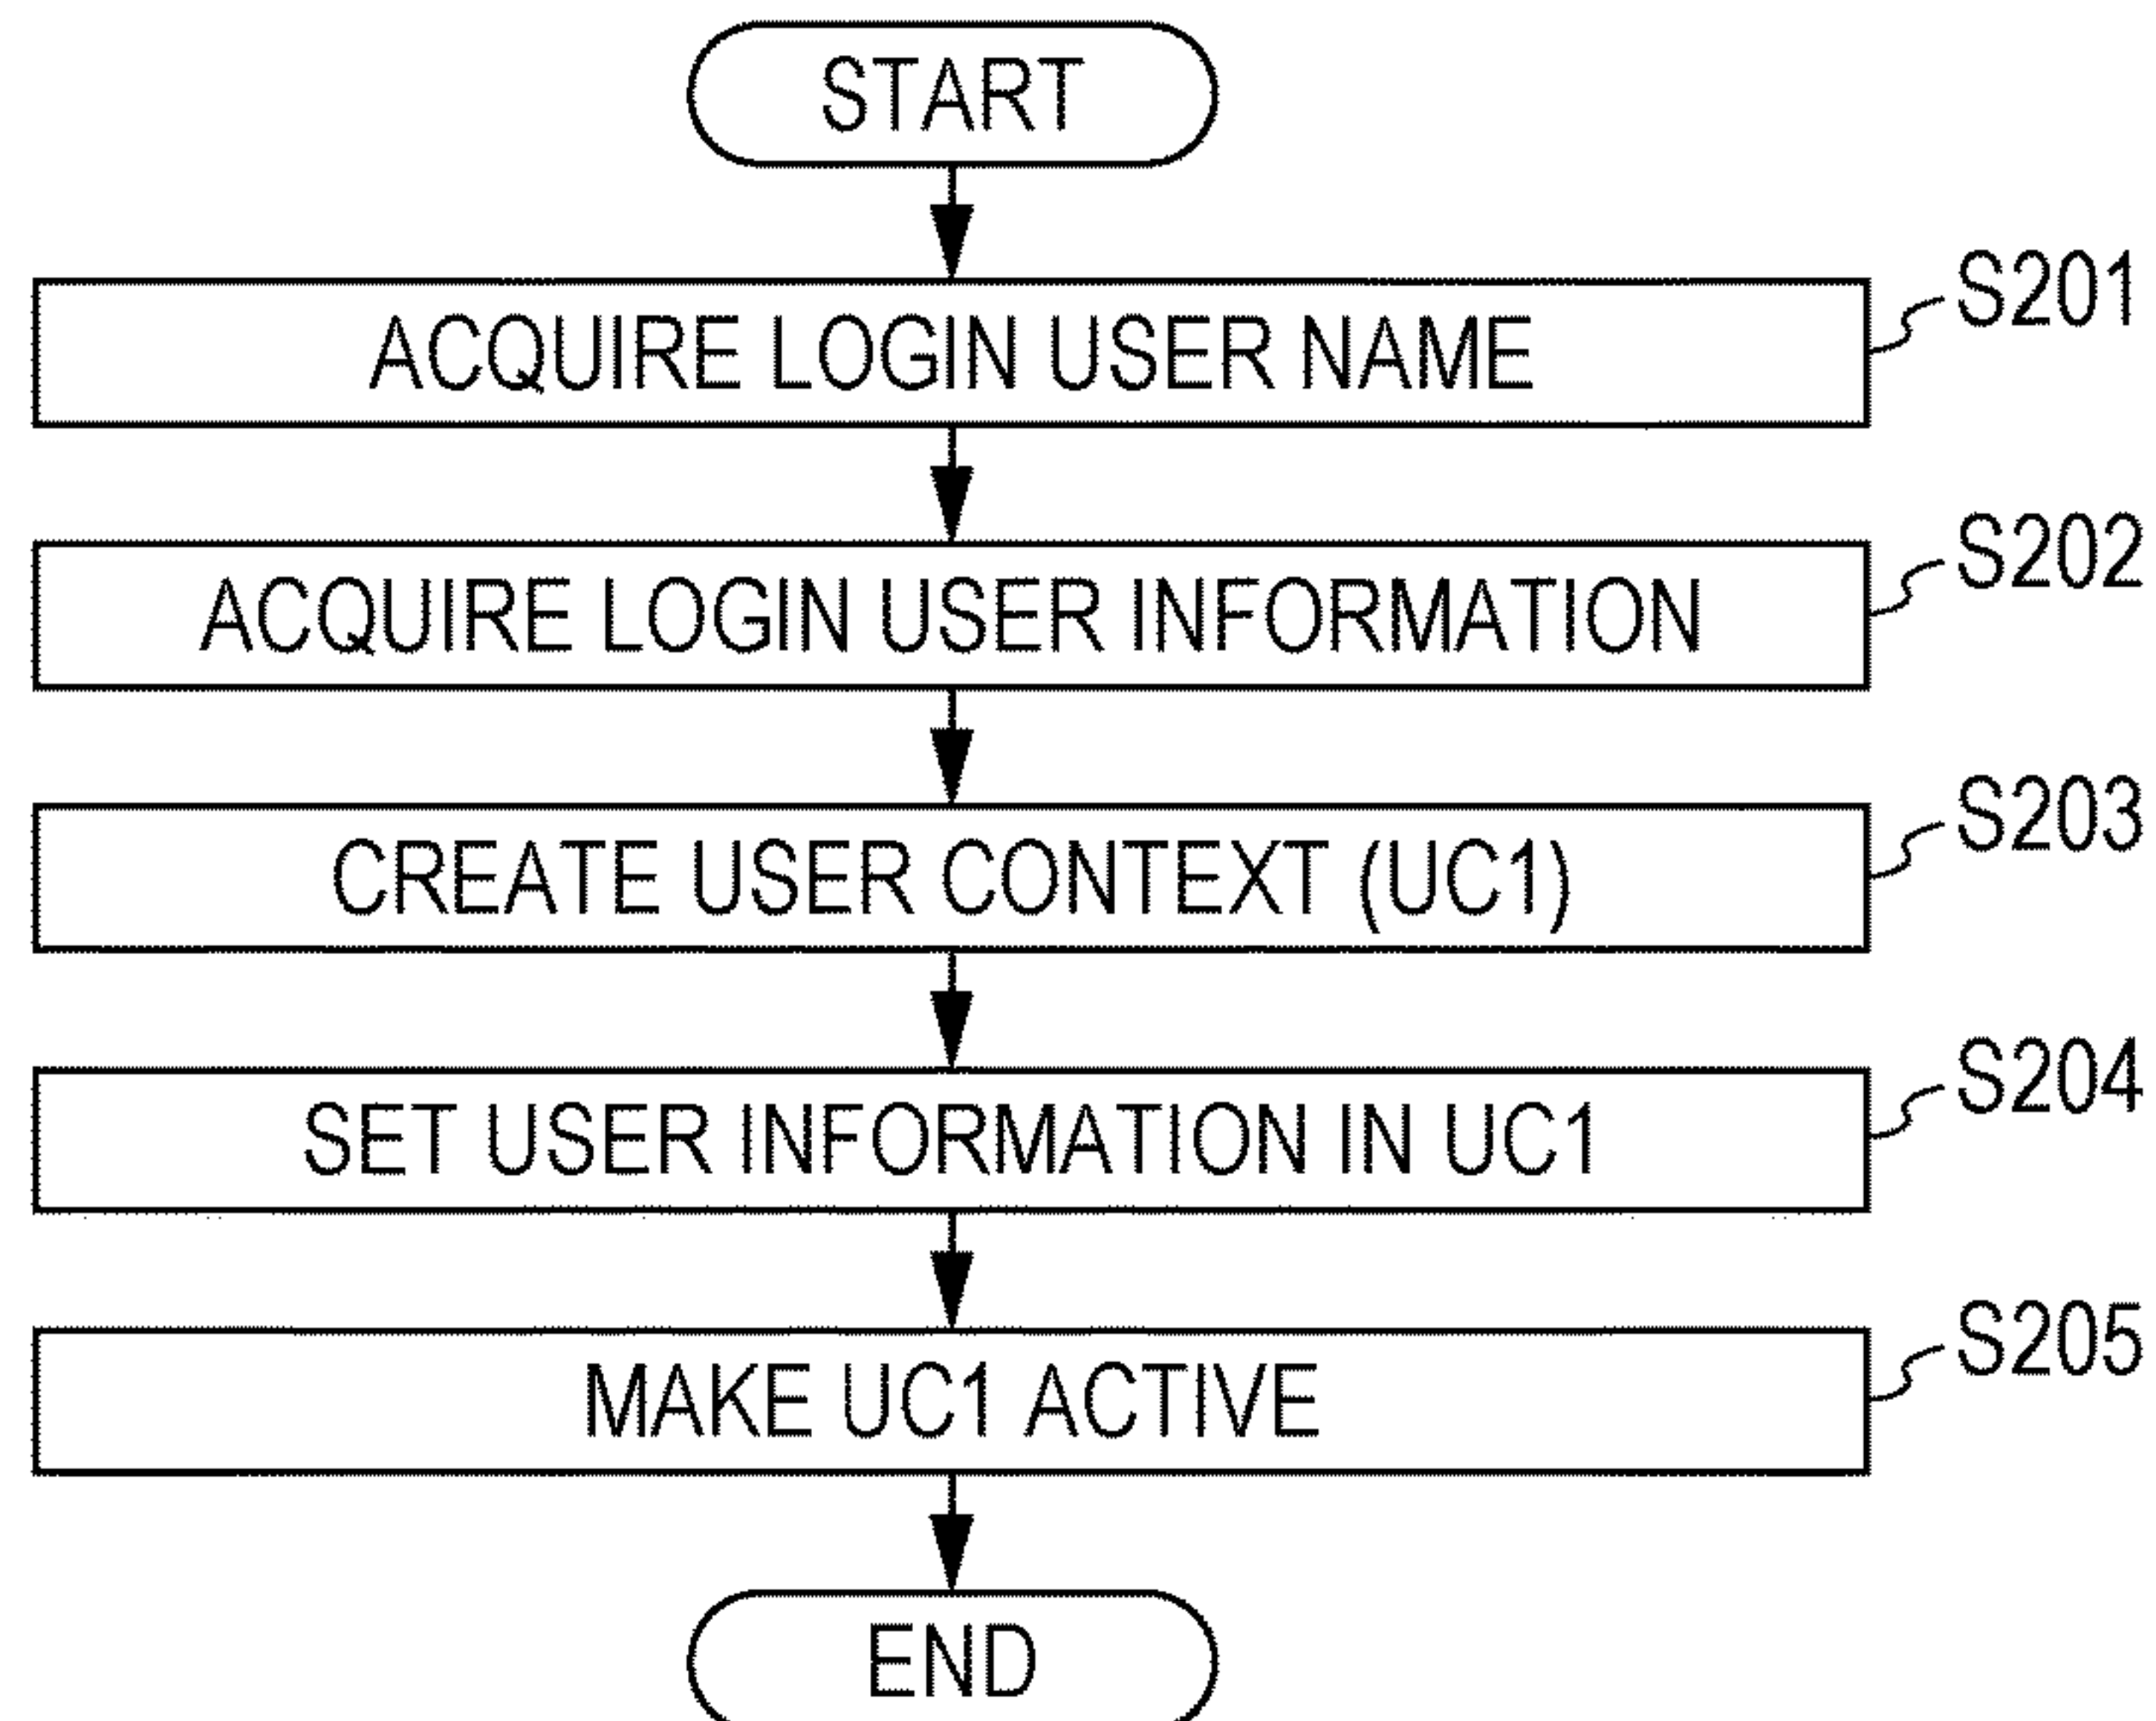 START
ACQUIRE LOGIN USER NAME
S201
ACQUIRE LOGIN USER INFORMATION
S202
CREATE USER CONTEXT (UC1)
S203
SET USER INFORMATION IN UC1
S204
MAKE UC1 ACTIVE
S205
END